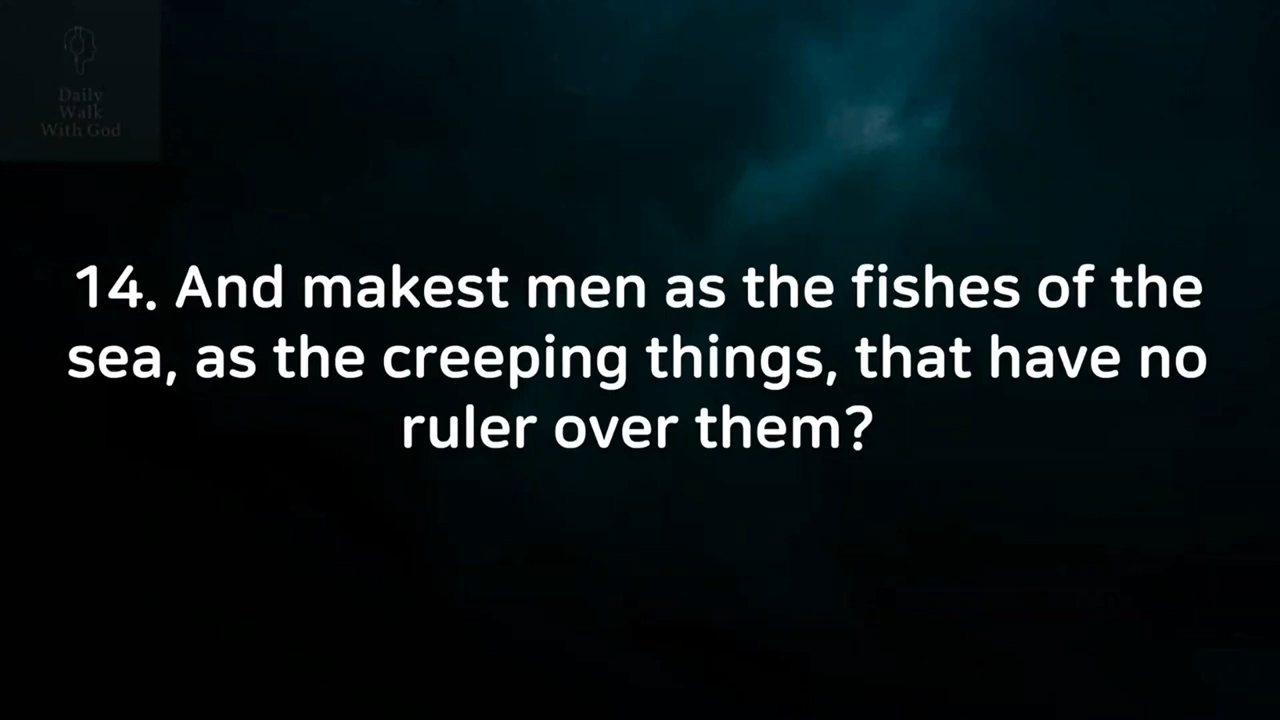 Daily
Walk
With God
14. And makest men as the fishes of the
sea, as the creeping things, that have no
ruler over them?